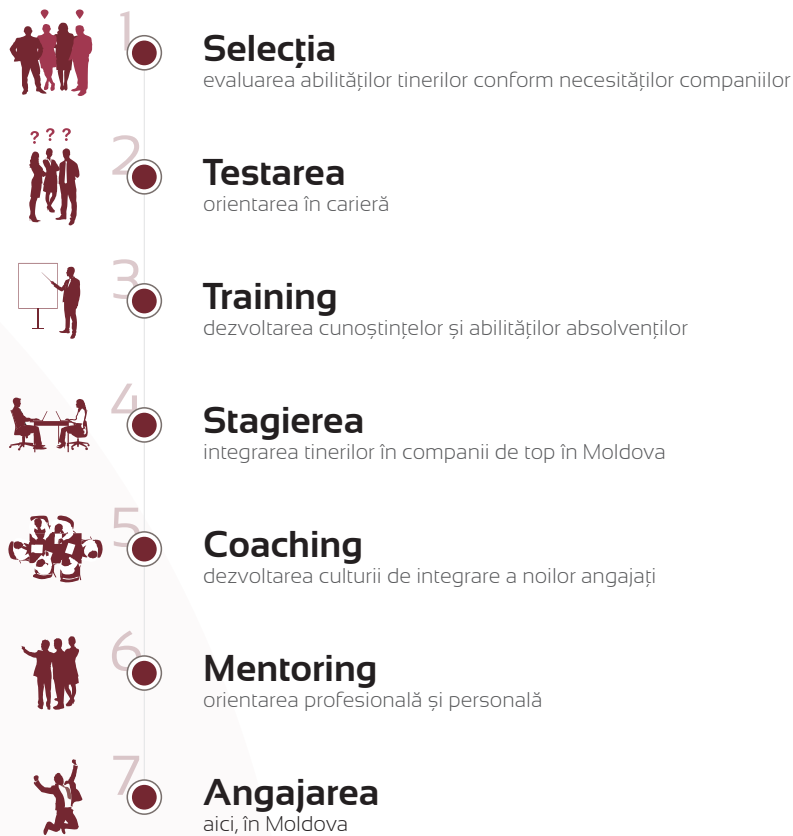 1
Selecția
evaluarea abilităților tinerilor conform necesităților companiilor
? ? ?
2
Testarea
orientarea în carieră
3
Training
dezvoltarea cunoștințelor și abilităților absolvenților
4
Stagierea
integrarea tinerilor în companii de top în Moldova
5
Coaching
dezvoltarea culturii de integrare a noilor angajați
6
Mentoring
orientarea profesională și personală
7
Angajarea
aici, în Moldova